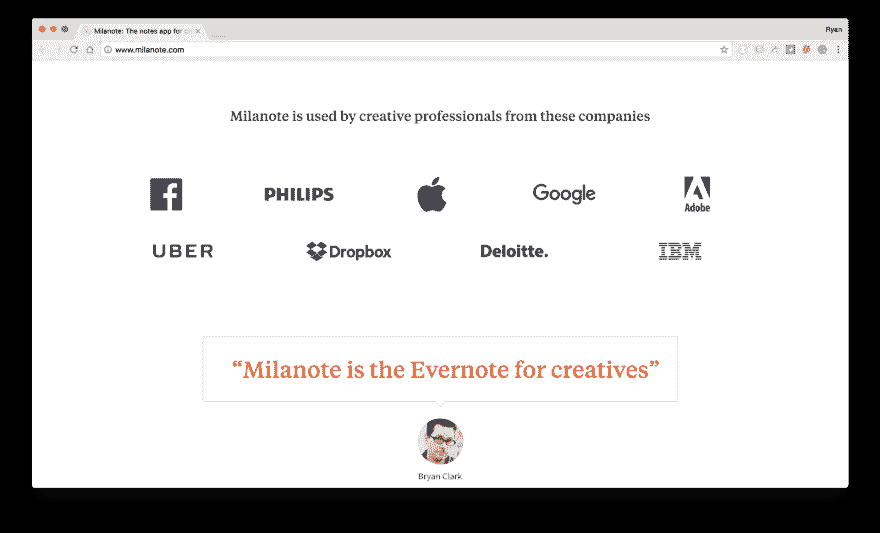 Milanote: The notes app for cr
Ryan
www.milanote.com
Milanote is used by creative professionals from these companies
PHILIPS
Google
Adobe
UBER
Dropbox
Deloitte.
IBM
“Milanote is the Evernote for creatives”
Bryan Clark